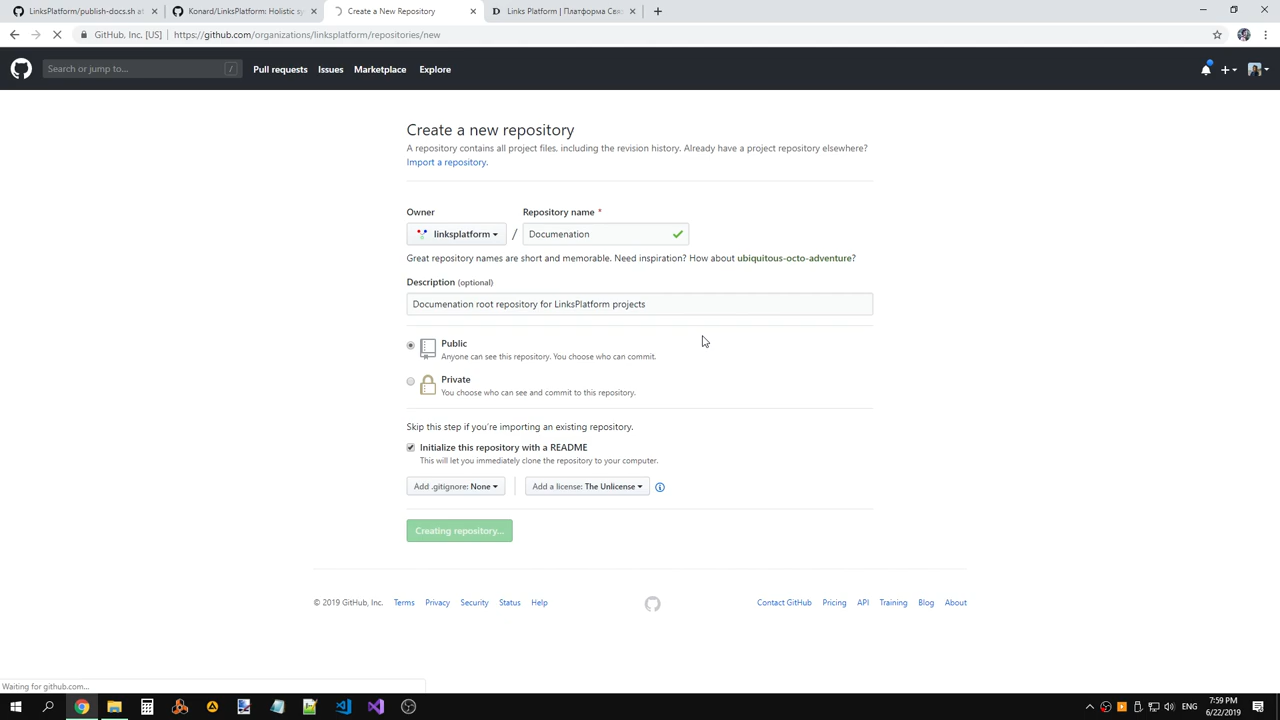 LinksPlatform/publish-docs.sh at
Konard/LinksPlatform: Holistic sy
Create a New Repository
Links Platform | Платформа Свя
GitHub, Inc. [US]
https://github.com/organizations/linksplatform/repositories/new
Search or jump to...
/
Pull requests
Issues
Marketplace
Explore
Create a new repository
A repository contains all project files, including the revision history. Already have a project repository elsewhere?
Import a repository.
Owner
Repository name *
linksplatform
/
Documenation
Great repository names are short and memorable. Need inspiration? How about ubiquitous-octo-adventure?
Description (optional)
Documenation root repository for LinksPlatform projects
Public
Anyone can see this repository. You choose who can commit.
Private
You choose who can see and commit to this repository.
Skip this step if you're importing an existing repository.
Initialize this repository with a README
This will let you immediately clone the repository to your computer.
Add .gitignore: None
Add a license: The Unlicense
Creating repository...
© 2019 GitHub, Inc.
Terms
Privacy
Security
Status
Help
Contact GitHub
Pricing
API
Training
Blog
About
Waiting for github.com...
ENG
7:59 PM
6/22/2019